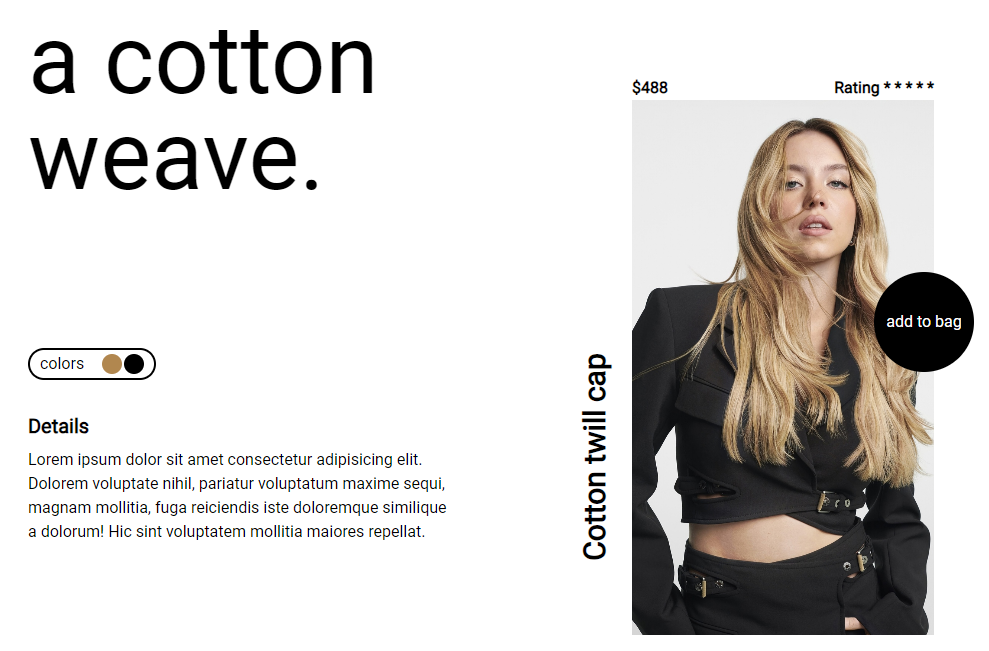 a cotton
weave.
colors
Details
Lorem ipsum dolor sit amet consectetur adipisicing elit.
Dolorem voluptate nihil, pariatur voluptatum maxime sequi,
magnam mollitia, fuga reiciendis iste doloremque similique
a dolorum! Hic sint voluptatem mollitia maiores repellat.
Cotton twill cap
$488
Rating * * * * *
add to bag